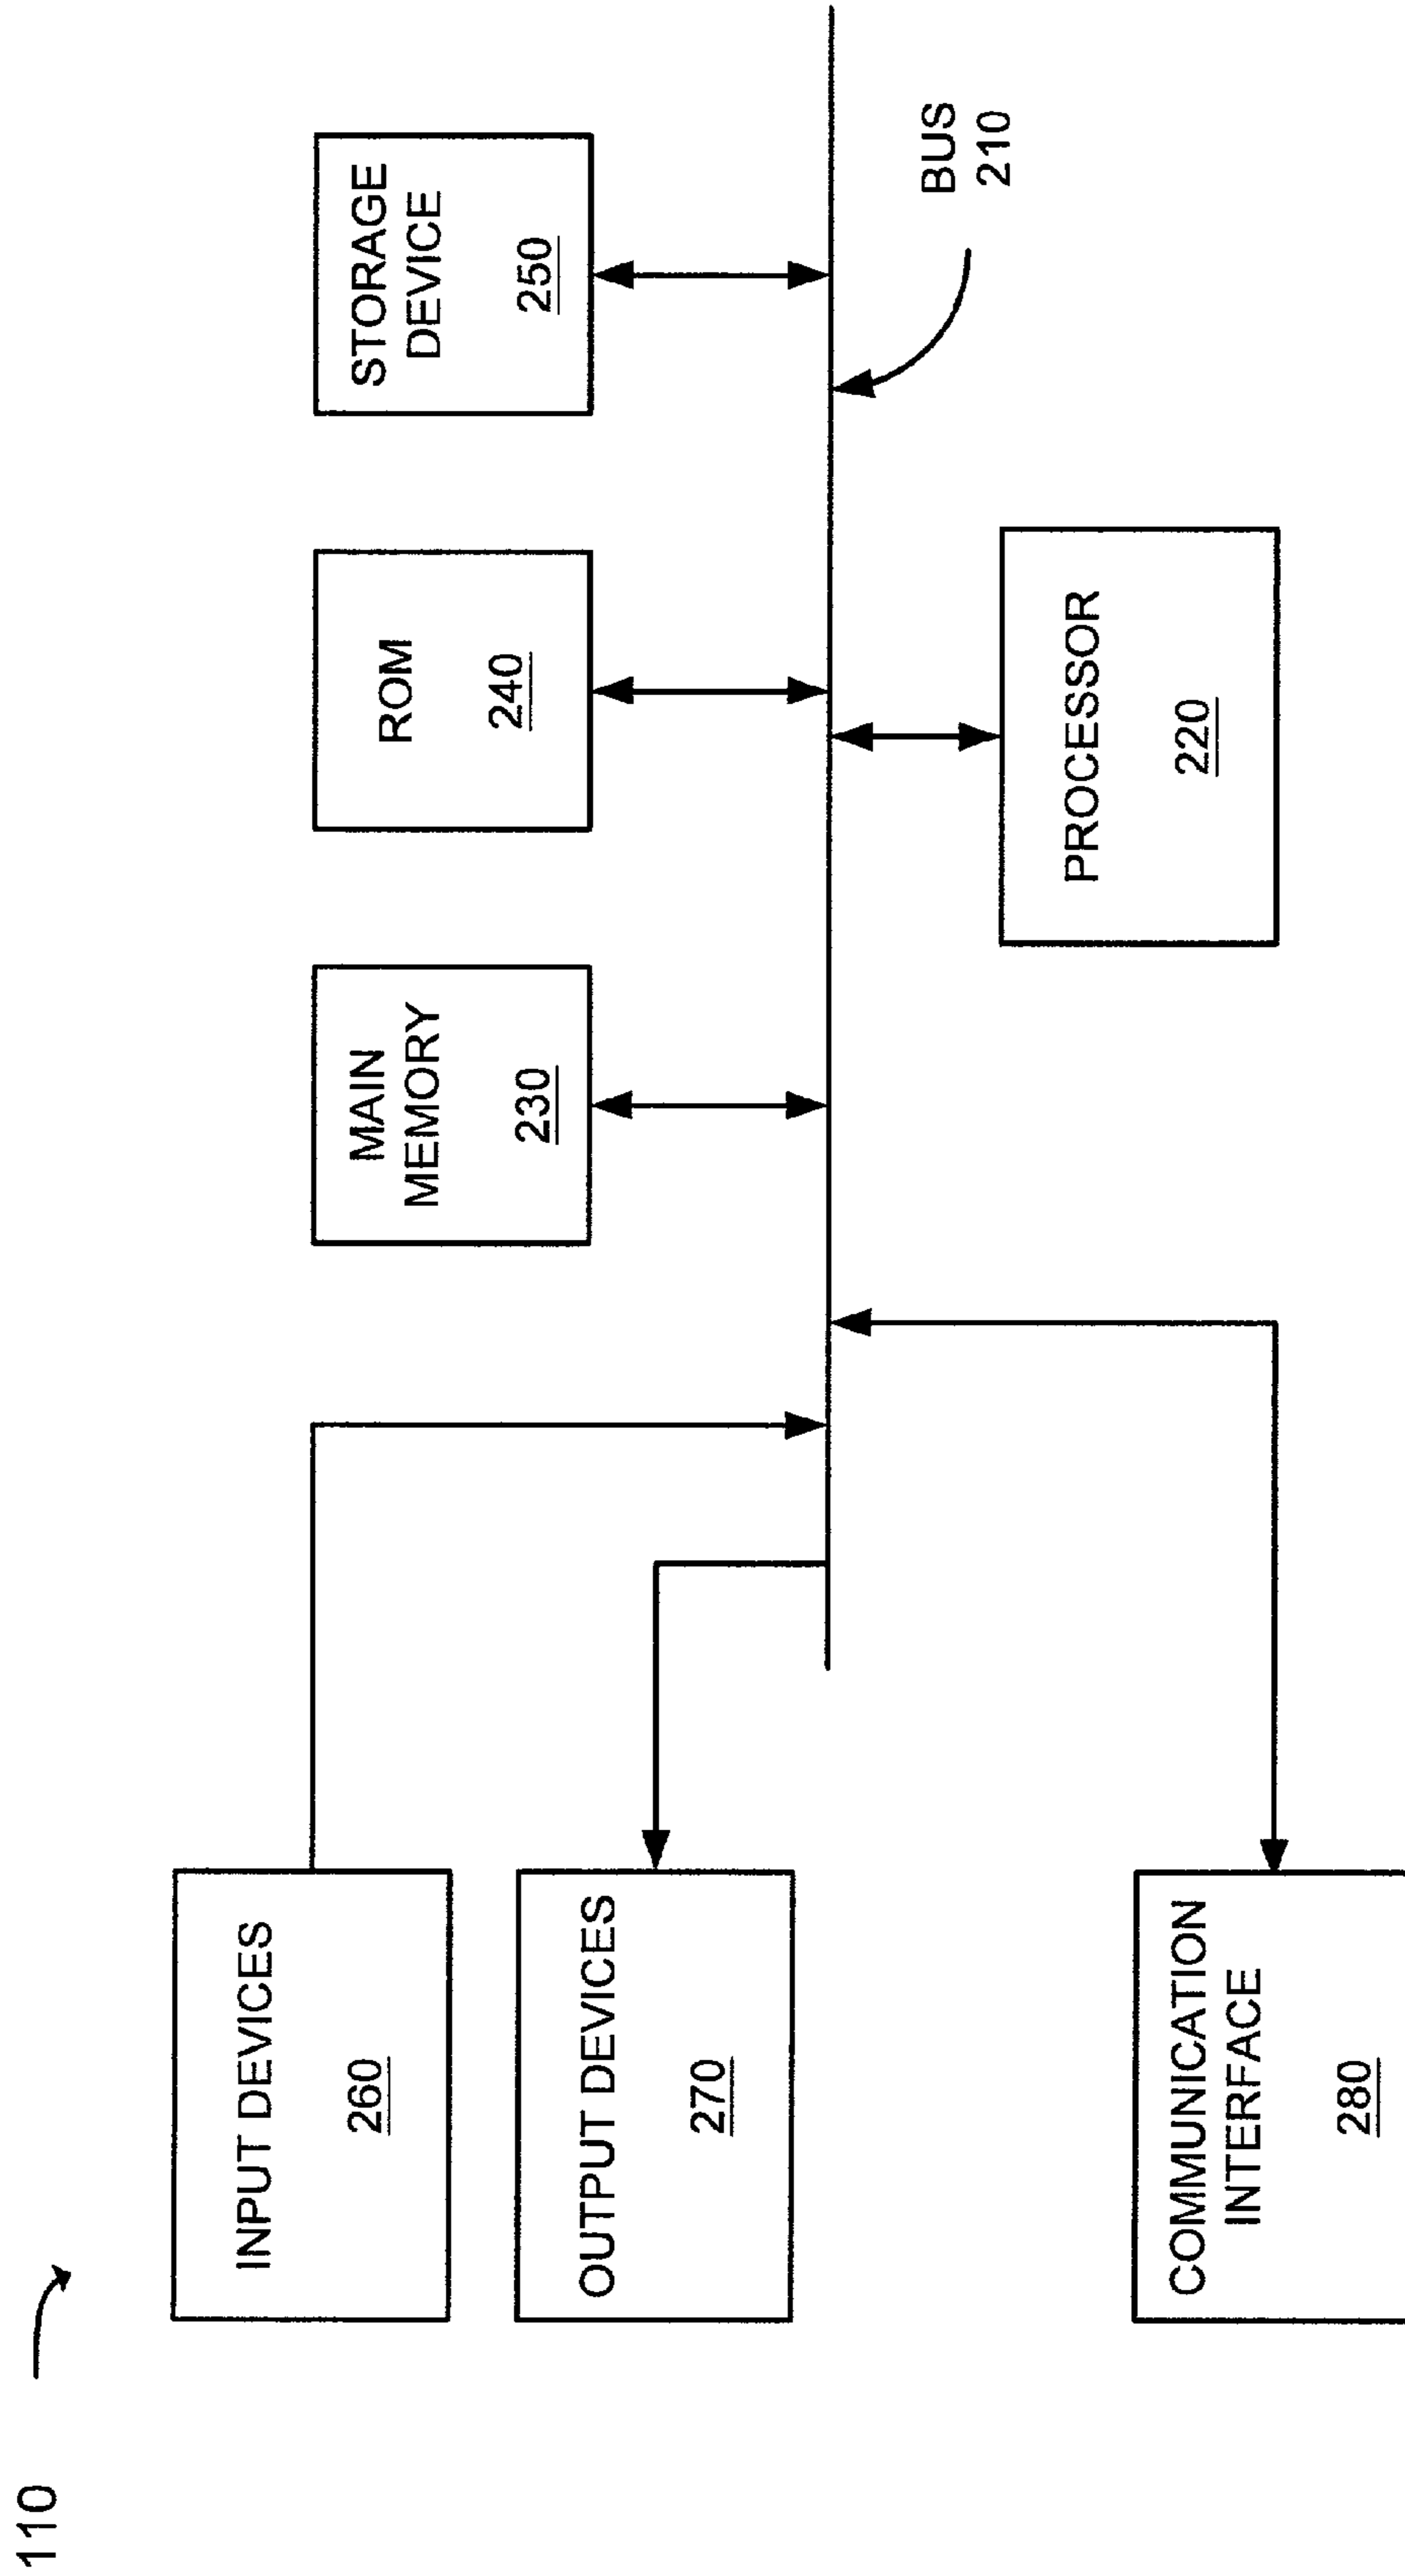 110
INPUT DEVICES
260
OUTPUT DEVICES
270
COMMUNICATION
INTERFACE
280
MAIN
MEMORY
230
ROM
240
STORAGE
DEVICE
250
PROCESSOR
220
BUS
210